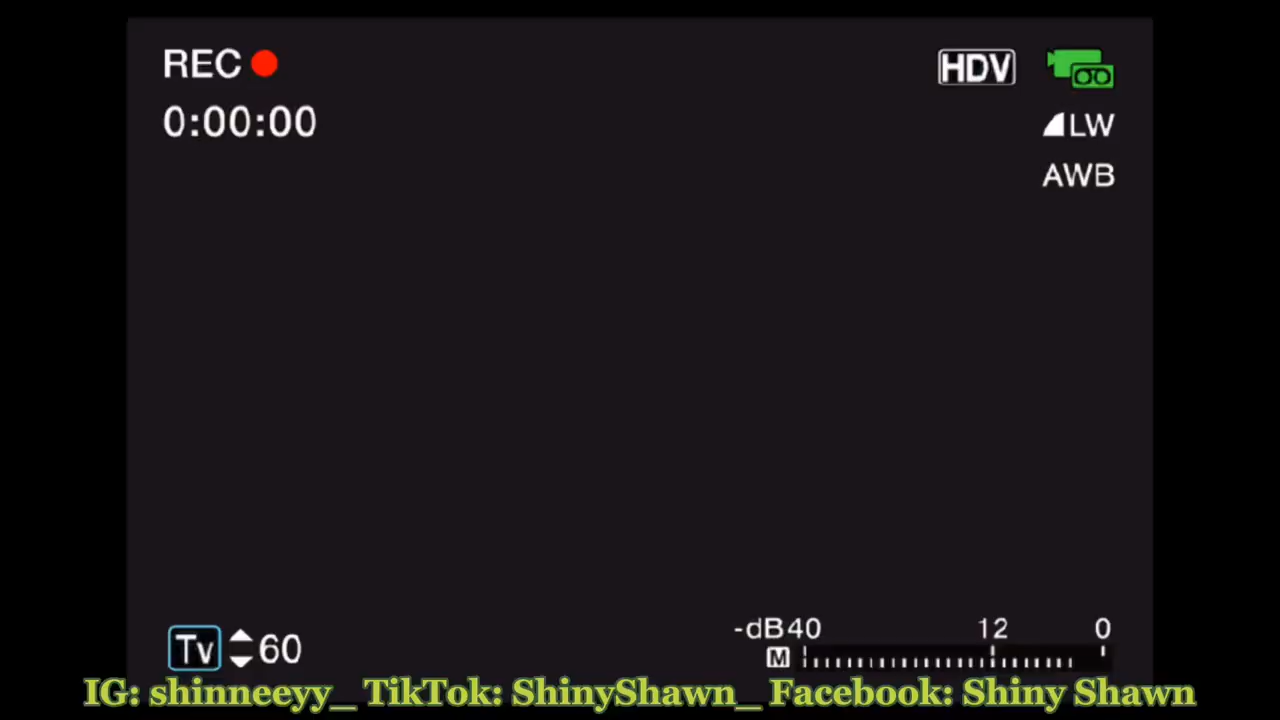 REC HDV
0:00:00 LW
AWB
-dB40 12 0
Tv 60 M
IG: shinneeyy_ TikTok: ShinyShawn_ Facebook: Shiny Shawn